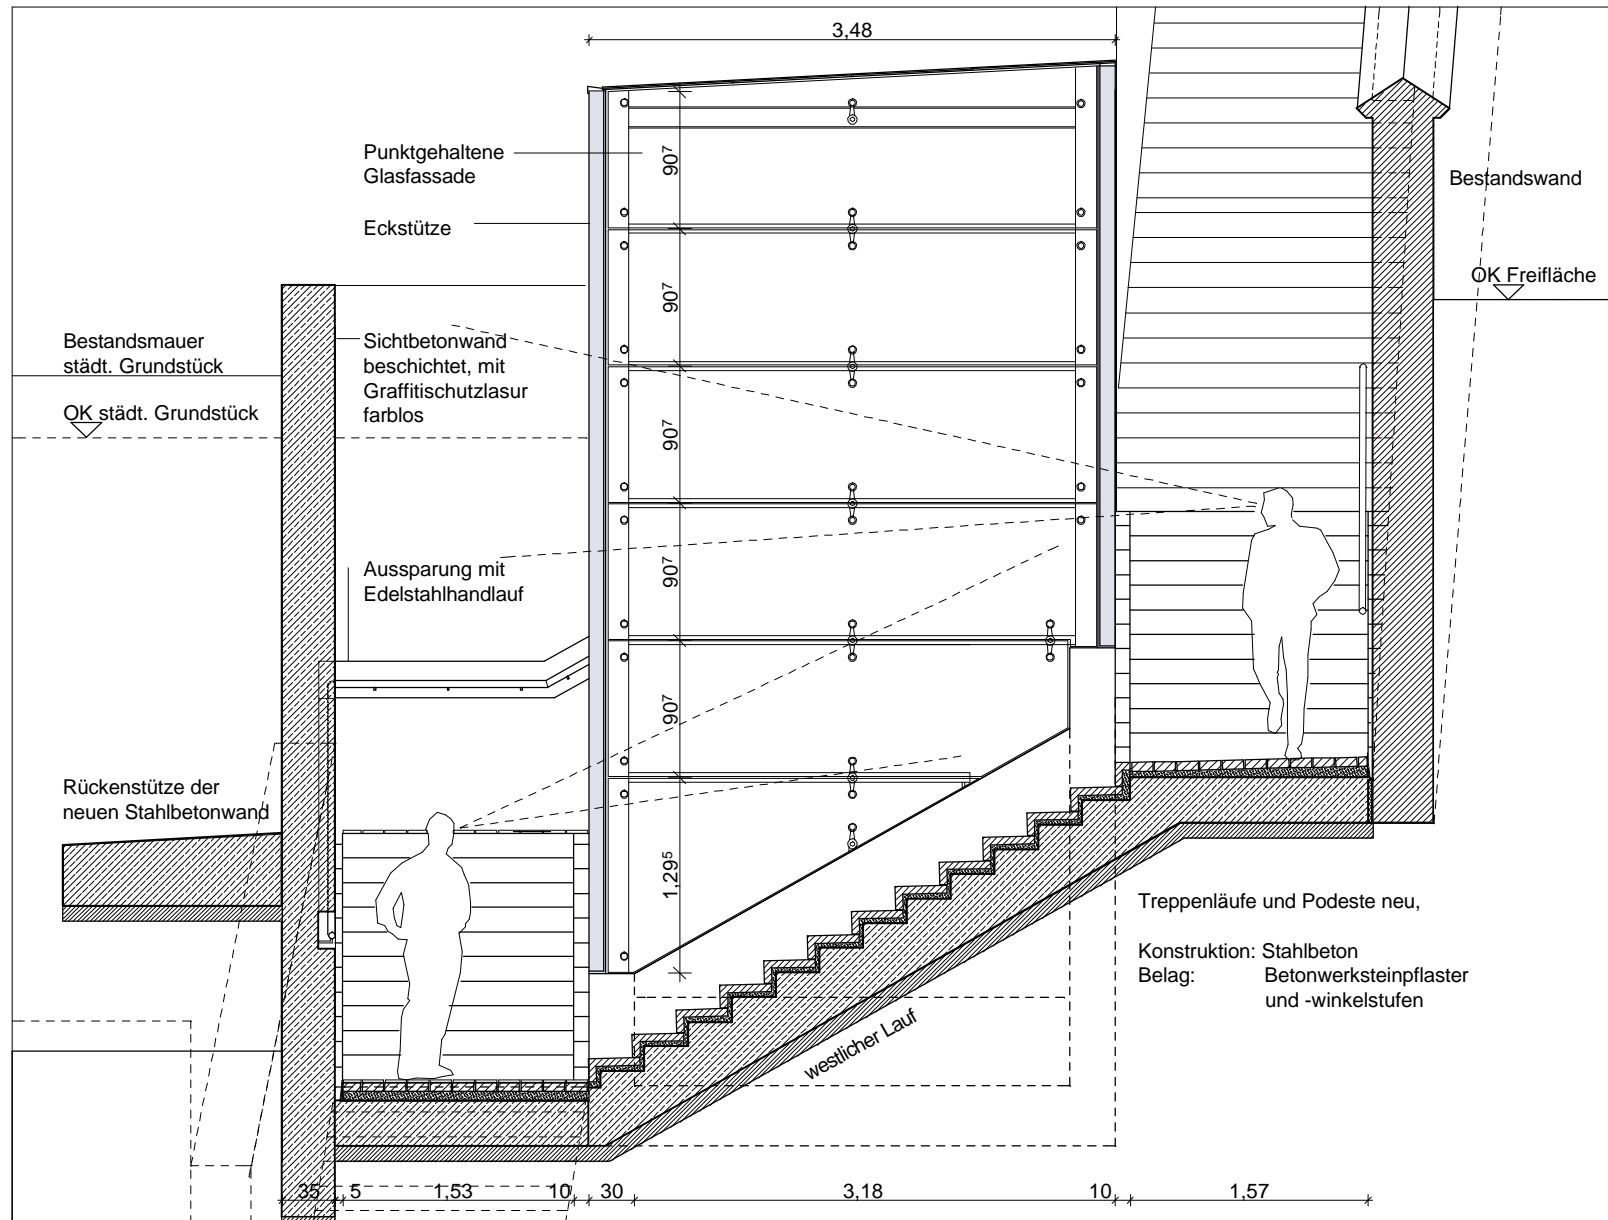 3,48
Punktgehaltene
Glasfassade
Eckstütze
Bestandswand
OK Freifläche
Bestandsmauer
städt. Grundstück
OK städt. Grundstück
Sichtbetonwand
beschichtet, mit
Graffitischutzlasur
farblos
Aussparung mit
Edelstahlhandlauf
90⁷
90⁷
90⁷
90⁷
90⁷
1,29⁵
Rückenstütze der
neuen Stahlbetonwand
Treppenläufe und Podeste neu,
Konstruktion: Stahlbeton
Belag: Betonwerksteinpflaster
und -winkelstufen
westlicher Lauf
35 5 1,53 10 30 3,18 10 1,57